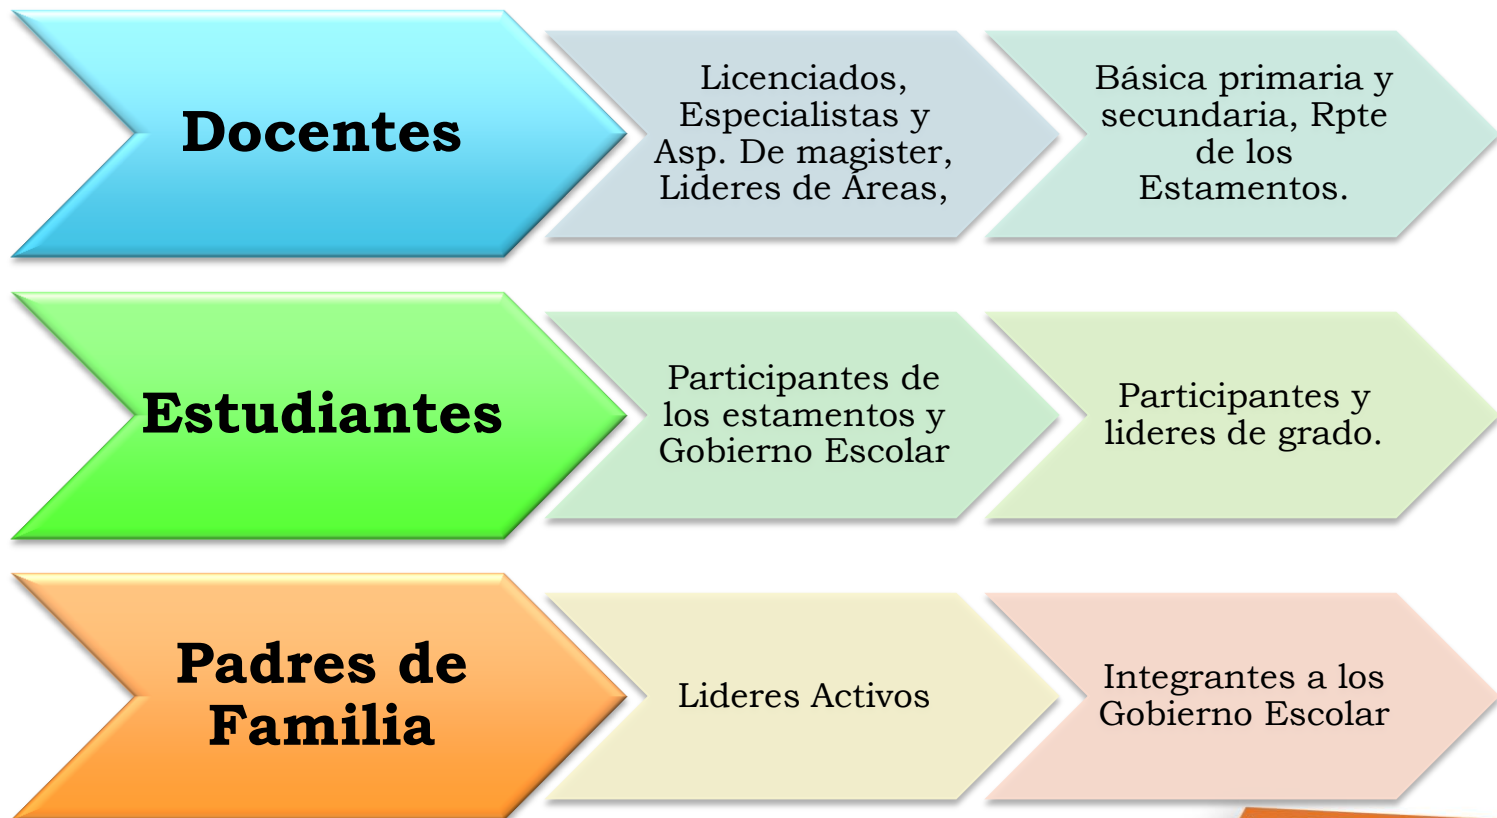 Docentes
Licenciados,
Especialistas y
Asp. De magister,
Lideres de Áreas,
Básica primaria y
secundaria, Rpte
de los
Estamentos.
Estudiantes
Participantes de
los estamentos y
Gobierno Escolar
Participantes y
lideres de grado.
Padres de
Familia
Lideres Activos
Integrantes a los
Gobierno Escolar